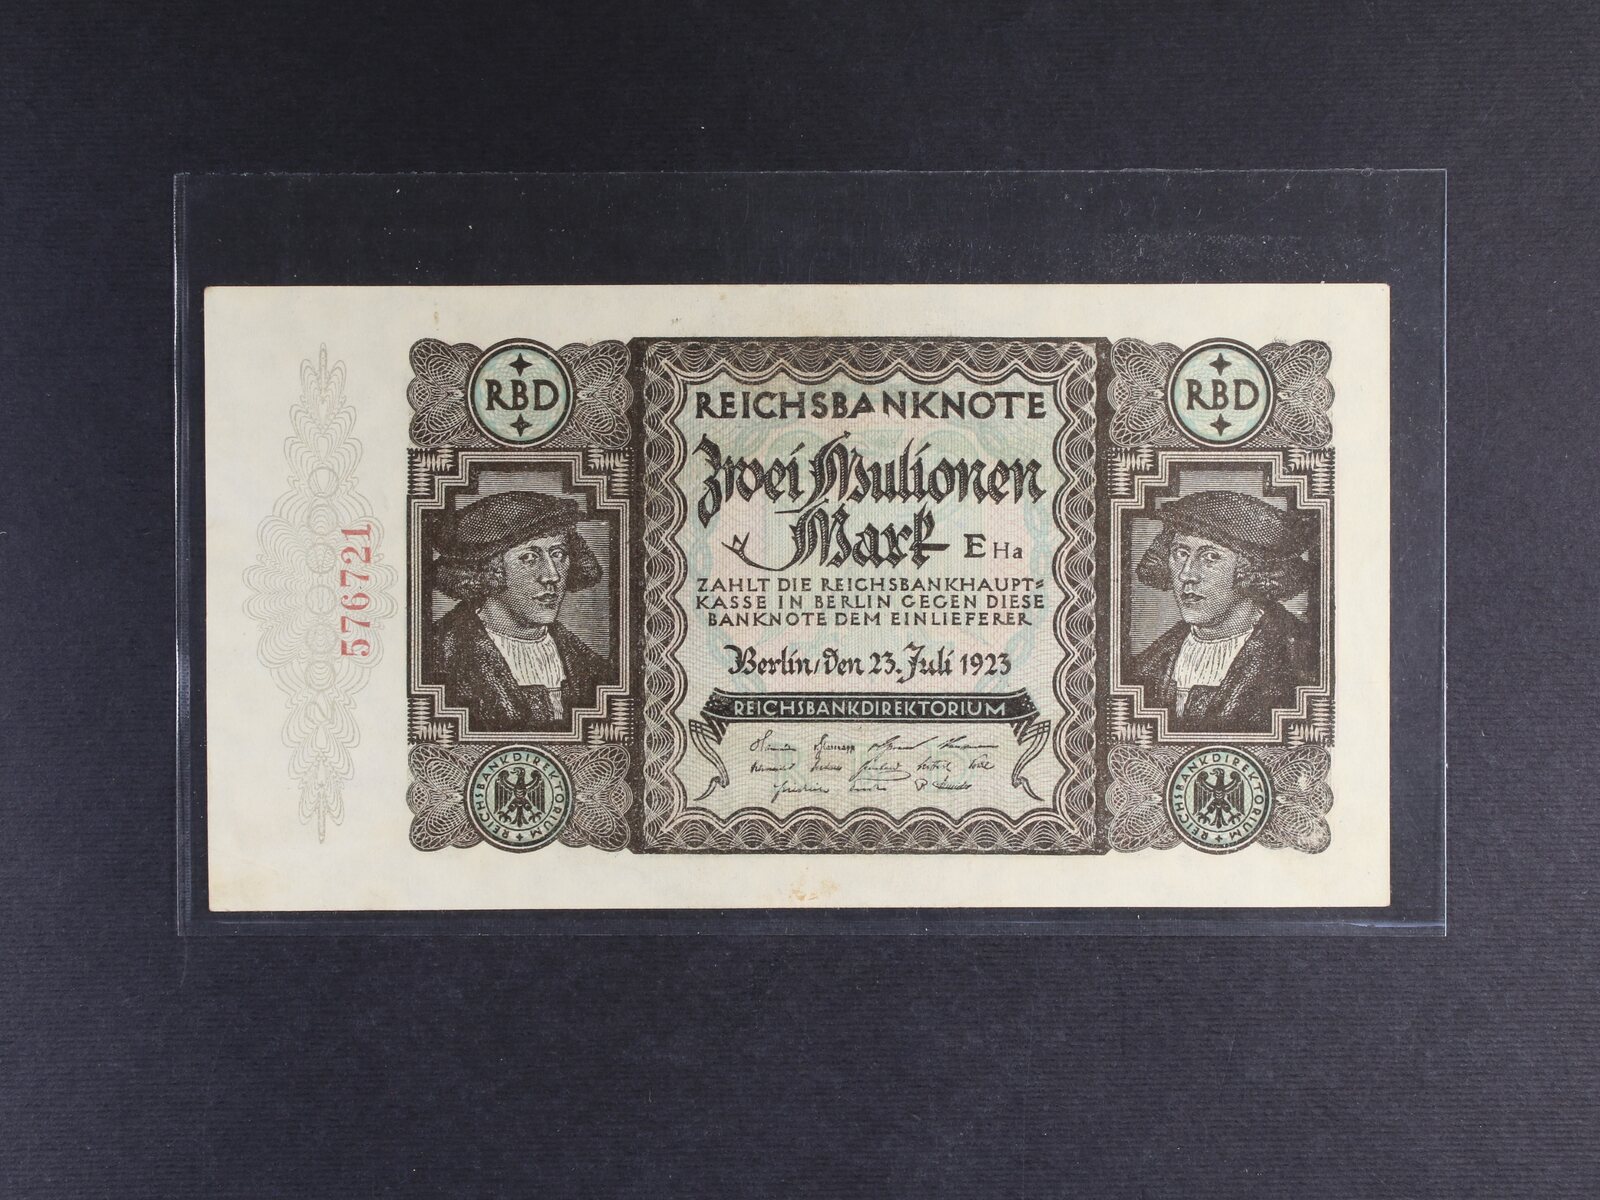 RBD
REICHSBANKNOTE
Zwei Millionen
Mark E Ha
ZAHLT DIE REICHSBANKHAUPT=
KASSE IN BERLIN GEGEN DIESE
BANKNOTE DEM EINLIEFERER
Berlin, den 23. Juli 1923
REICHSBANKDIREKTORIUM
REICHSBANKDIREKTORIUM
RBD
REICHSBANKDIREKTORIUM
576721